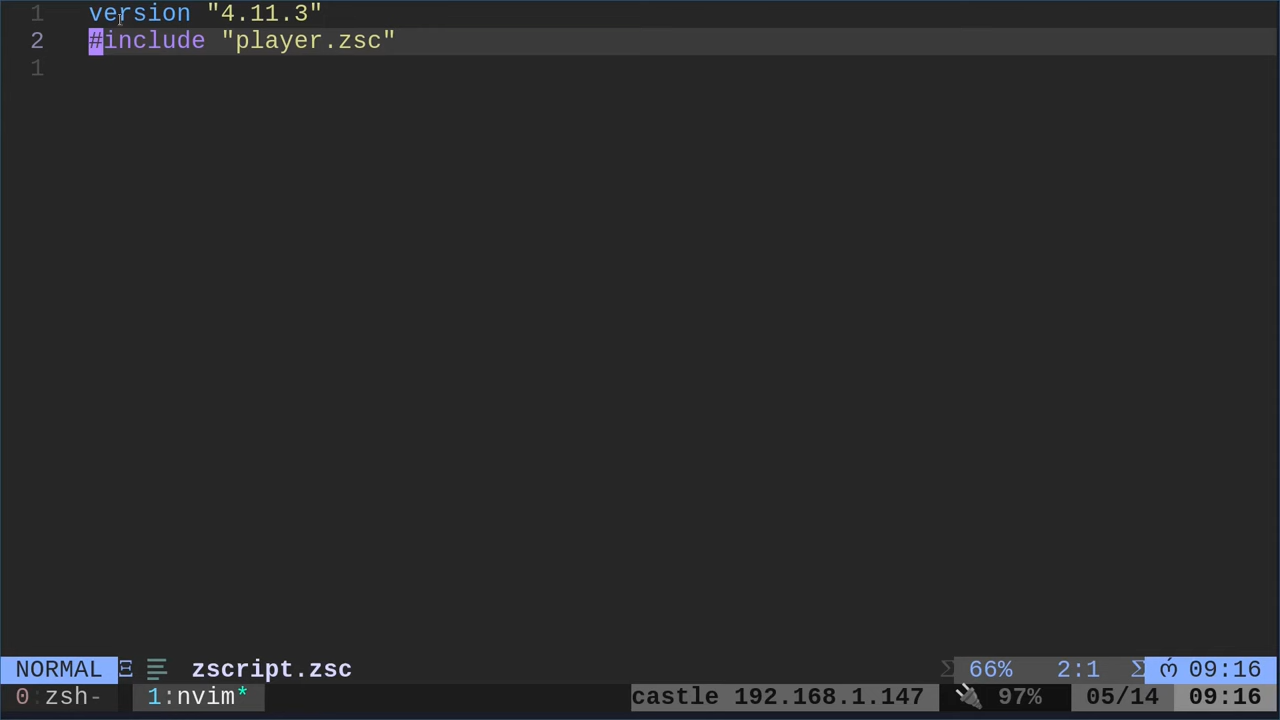 1 version "4.11.3"
2 #include "player.zsc"
1
NORMAL zscript.zsc 66% 2:1 09:16
0 zsh- 1:nvim* castle 192.168.1.147 97% 05/14 09:16